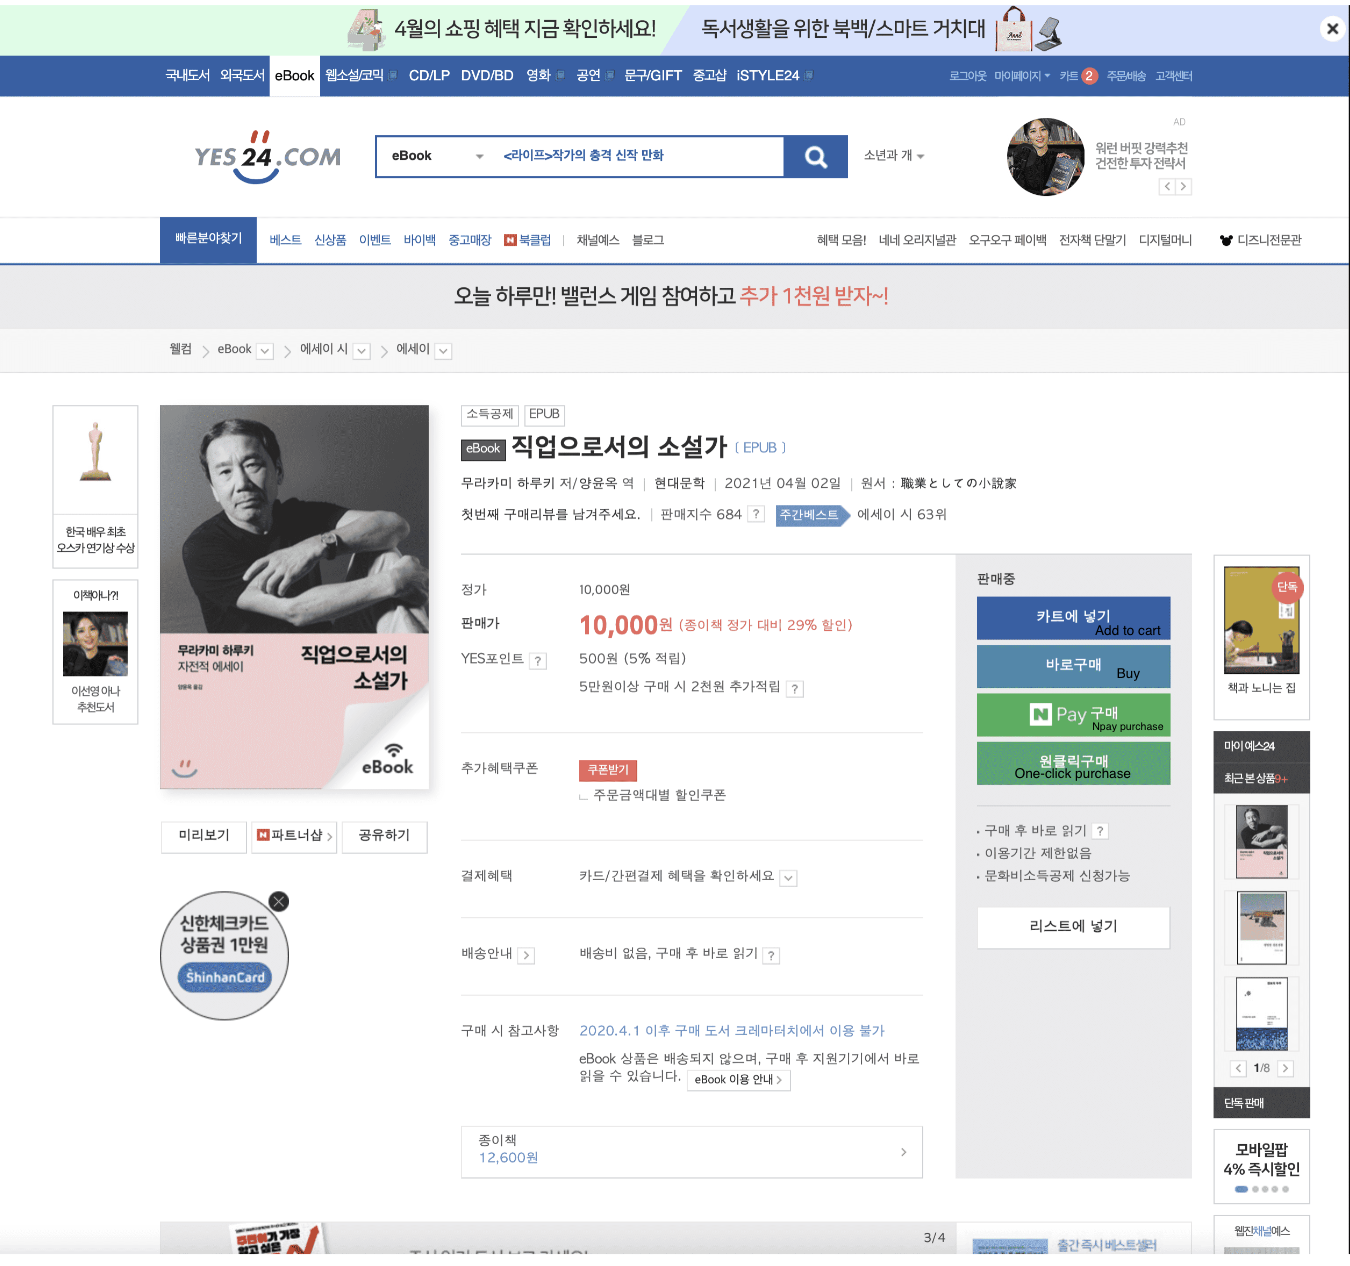 4월의 쇼핑 혜택 지금 확인하세요!
독서생활을 위한 북백/스마트 거치대
국내도서 외국도서 eBook 웹소설/코믹 CD/LP DVD/BD 영화 공연 문구/GIFT 중고샵 iSTYLE24
로그아웃 마이페이지 카트 2 주문/배송 고객센터
YES 24 .COM
eBook <라이프>작가의 충격 신작 만화
소년과 개
AD
워런 버핏 강력추천
건전한 투자 전략서
빠른분야찾기 베스트 신상품 이벤트 바이백 중고매장 N 북클럽 채널예스 블로그
혜택 모음! 네네 오리지널관 오구오구 페이백 전자책 단말기 디지털머니 디즈니전문관
오늘 하루만! 밸런스 게임 참여하고 추가 1천원 받자~!
웰컴 eBook 에세이 시 에세이
한국 배우 최초
오스카 연기상 수상
이책아나?!
이선영 아나
추천도서
무라카미 하루키
자전적 에세이
직업으로서의
소설가
양윤옥 옮김
eBook
미리보기 N파트너샵 공유하기
신한체크카드
상품권 1만원
ShinhanCard
소득공제 EPUB
eBook 직업으로서의 소설가 ( EPUB )
무라카미 하루키 저/양윤옥 역 | 현대문학 | 2021년 04월 02일 | 원서 : 職業としての小說家
첫번째 구매리뷰를 남겨주세요. | 판매지수 684 ? 주간베스트 에세이 시 63위
정가 10,000원
판매가 10,000원 (종이책 정가 대비 29% 할인)
YES포인트 ? 500원 (5% 적립)
5만원이상 구매 시 2천원 추가적립 ?
추가혜택쿠폰 쿠폰받기
주문금액대별 할인쿠폰
결제혜택 카드/간편결제 혜택을 확인하세요
배송안내 배송비 없음, 구매 후 바로 읽기 ?
구매 시 참고사항 2020.4.1 이후 구매 도서 크레마터치에서 이용 불가
eBook 상품은 배송되지 않으며, 구매 후 지원기기에서 바로
읽을 수 있습니다. eBook 이용 안내
종이책
12,600원
판매중
카트에 넣기
Add to cart
바로구매
Buy
N Pay 구매
Npay purchase
원클릭구매
One-click purchase
· 구매 후 바로 읽기 ?
· 이용기간 제한없음
· 문화비소득공제 신청가능
리스트에 넣기
단독
책과 노니는 집
마이 예스24
최근 본 상품9+
직업으로서의
소설가
1/8
단독 판매
모바일팝
4% 즉시할인
웹진채널예스
주린이가 가장
알고 싶은
3/4
출간 즉시 베스트셀러